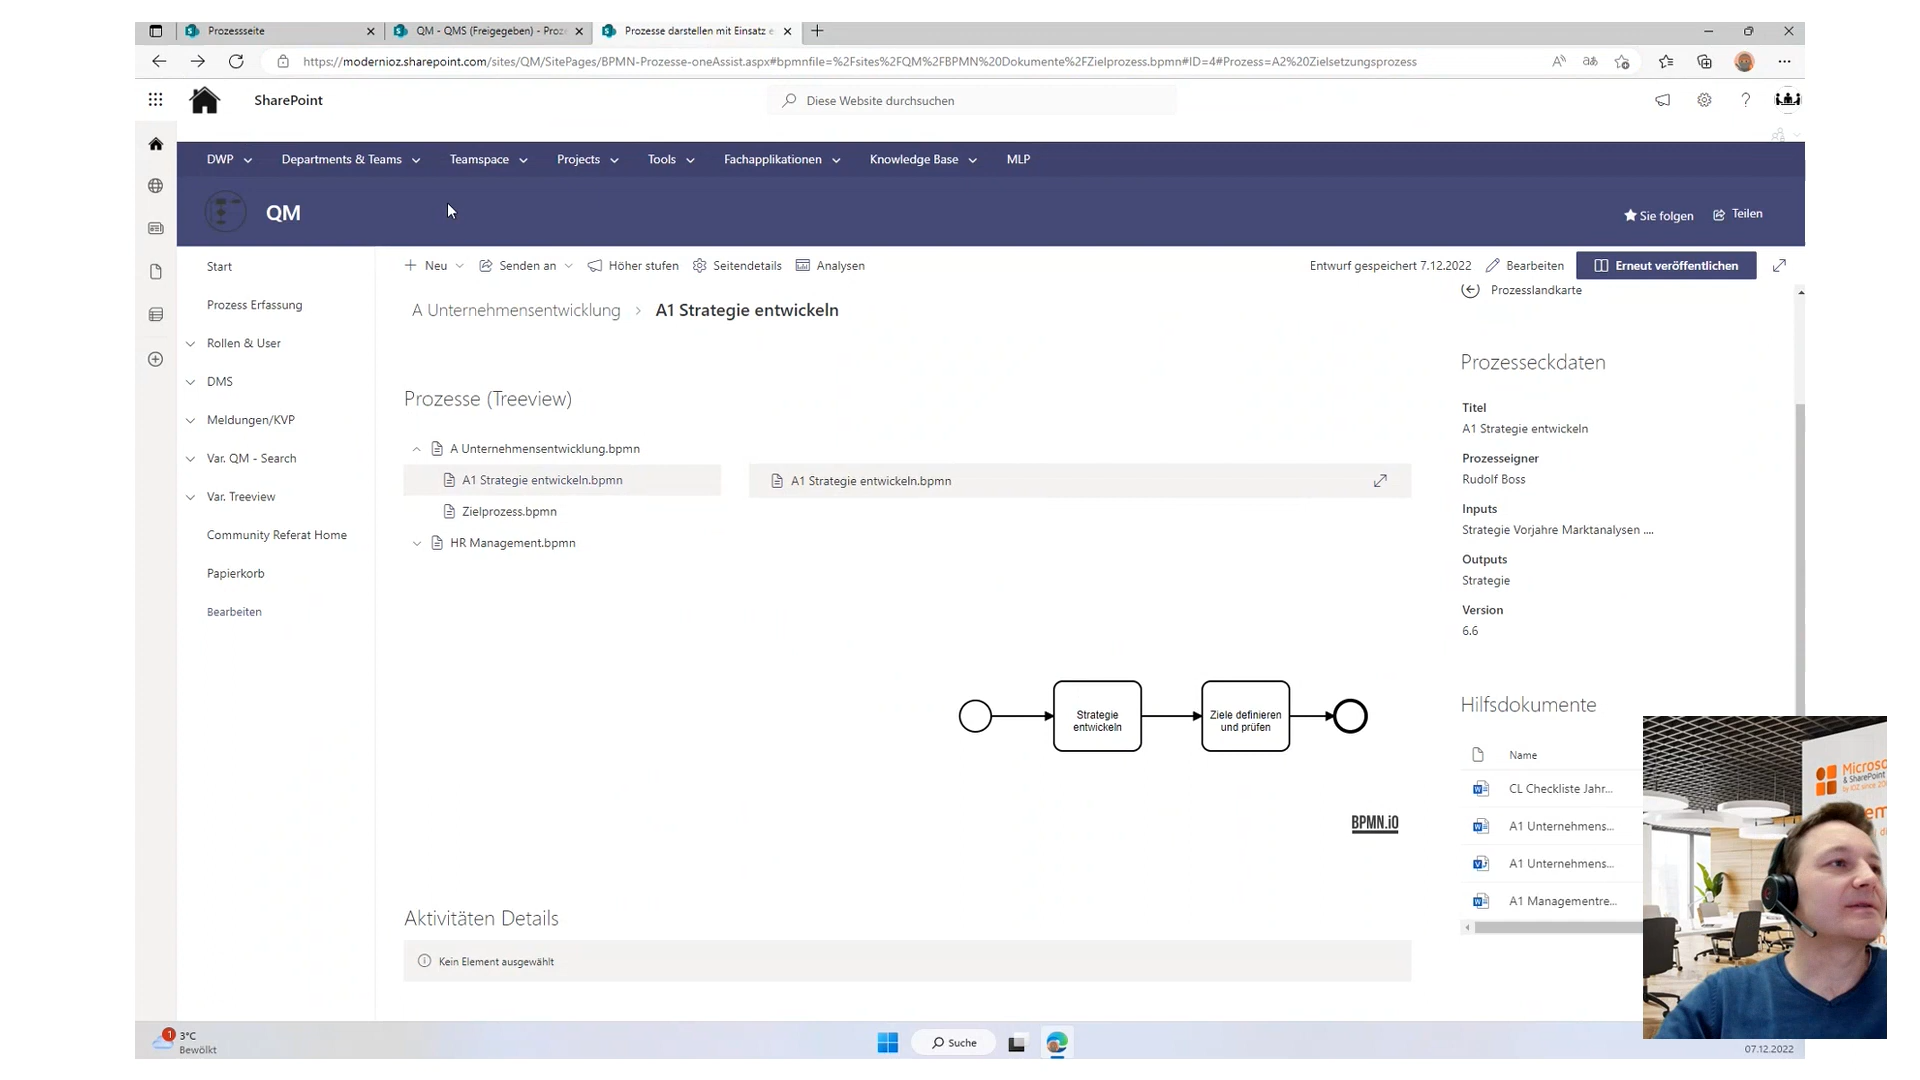 Prozessseite
QM - QMS (Freigegeben) - Proz
Prozesse darstellen mit Einsatz e
https://modernioz.sharepoint.com/sites/QM/SitePages/BPMN-Prozesse-oneAssist.aspx#bpmnfile=%2Fsites%2FQM%2FBPMN%20Dokumente%2FZielprozess.bpmn#ID=4#Prozess=A2%20Zielsetzungsprozess
SharePoint
Diese Website durchsuchen
DWP
Departments & Teams
Teamspace
Projects
Tools
Fachapplikationen
Knowledge Base
MLP
QM
Sie folgen
Teilen
Start
Prozess Erfassung
Rollen & User
DMS
Meldungen/KVP
Var. QM - Search
Var. Treeview
Community Referat Home
Papierkorb
Bearbeiten
Neu
Senden an
Höher stufen
Seitendetails
Analysen
Entwurf gespeichert 7.12.2022
Bearbeiten
Erneut veröffentlichen
A Unternehmensentwicklung > A1 Strategie entwickeln
Prozesse (Treeview)
A Unternehmensentwicklung.bpmn
A1 Strategie entwickeln.bpmn
Zielprozess.bpmn
HR Management.bpmn
A1 Strategie entwickeln.bpmn
Strategie
entwickeln
Ziele definieren
und prüfen
BPMN.iO
Aktivitäten Details
Kein Element ausgewählt
Prozesslandkarte
Prozesseckdaten
Titel
A1 Strategie entwickeln
Prozesseigner
Rudolf Boss
Inputs
Strategie Vorjahre Marktanalysen ....
Outputs
Strategie
Version
6.6
Hilfsdokumente
Name
CL Checkliste Jahr...
A1 Unternehmens...
A1 Unternehmens...
A1 Managementre...
Microso
& SharePoint
1
3°C
Bewölkt
Suche
07.12.2022